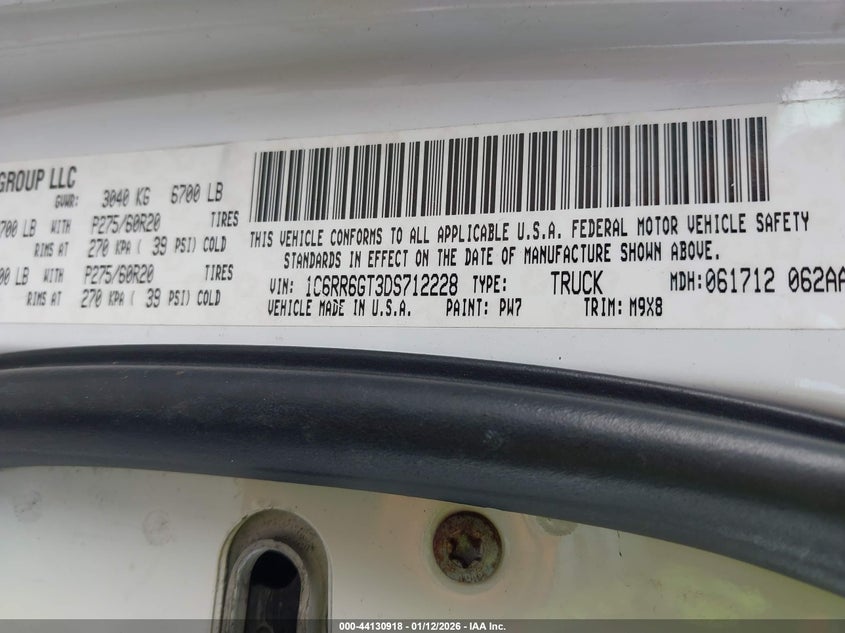 GROUP LLC
GVWR: 3040 KG 6700 LB
700 LB WITH P275/60R20 TIRES
RIMS AT 270 KPA ( 39 PSI) COLD
00 LB WITH P275/60R20 TIRES
RIMS AT 270 KPA ( 39 PSI) COLD
THIS VEHICLE CONFORMS TO ALL APPLICABLE U.S.A. FEDERAL MOTOR VEHICLE SAFETY
STANDARDS IN EFFECT ON THE DATE OF MANUFACTURE SHOWN ABOVE.
VIN: 1C6RR6GT3DS712228 TYPE: TRUCK MDH: 061712 062AA
VEHICLE MADE IN U.S.A. PAINT: PW7 TRIM: M9X8
000-44130918 - 01/12/2026 - IAA Inc.